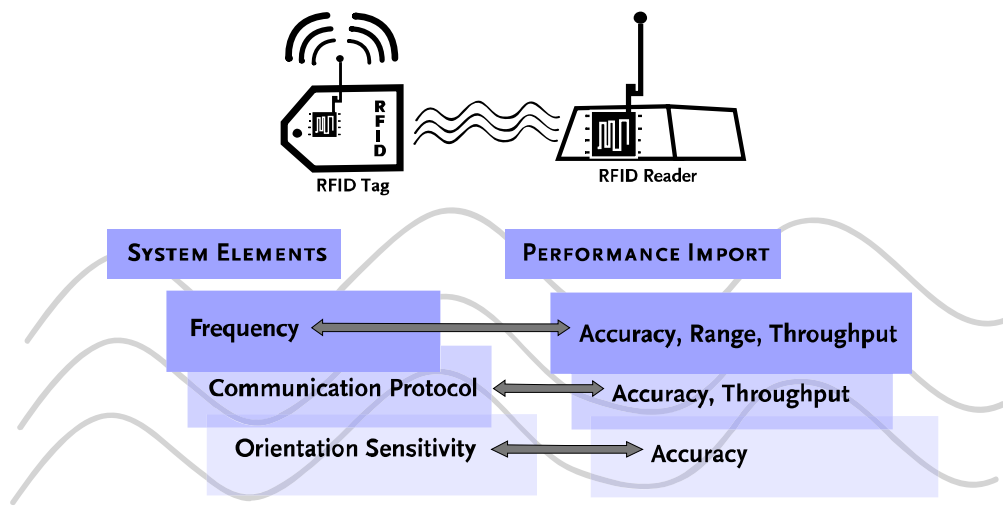 RFID
RFID Tag
RFID Reader
SYSTEM ELEMENTS
PERFORMANCE IMPORT
Frequency
Accuracy, Range, Throughput
Communication Protocol
Accuracy, Throughput
Orientation Sensitivity
Accuracy